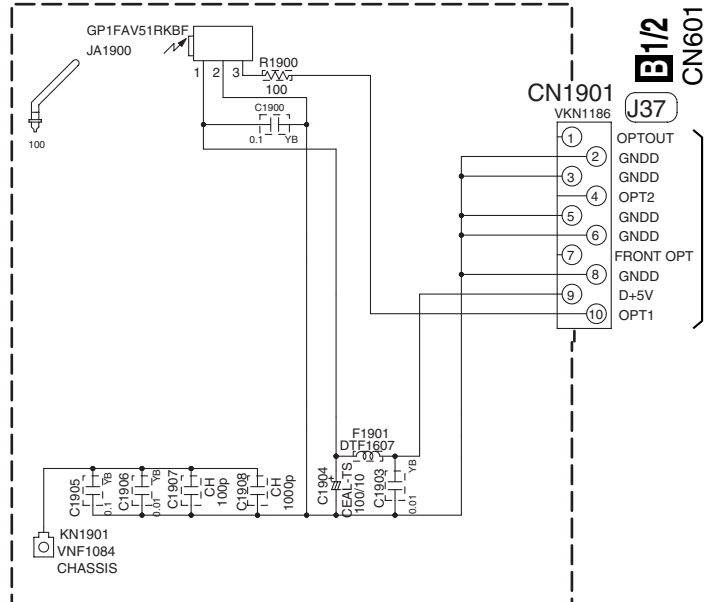 GP1FAV51RKBF
JA1900
1 2 3
R1900
100
C1900
0.1 YB
100
B 1/2
CN601
CN1901
VKN1186
J37
1 OPTOUT
2 GNDD
3 GNDD
4 OPT2
5 GNDD
6 GNDD
7 FRONT OPT
8 GNDD
9 D+5V
10 OPT1
F1901
DTF1607
C1905
YB
0.1
C1906
YB
0.01
C1907
CH
100p
C1908
CH
1000p
C1904
+
CEAL-TS
100/10
C1903
YB
0.01
KN1901
VNF1084
CHASSIS